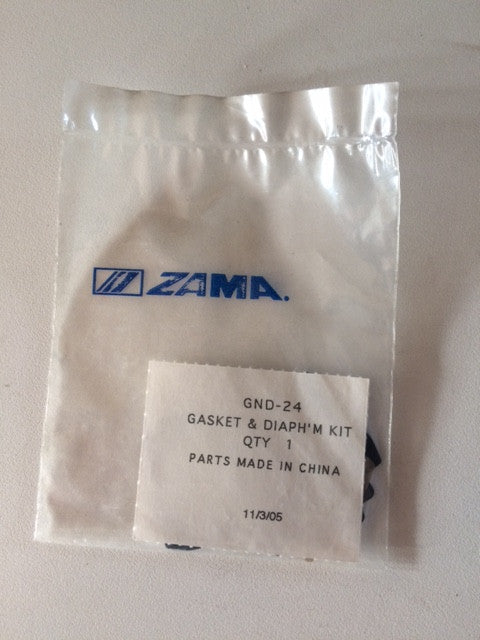 ZAMA.
GND-24
GASKET & DIAPH'M KIT
QTY 1
PARTS MADE IN CHINA
11/3/05